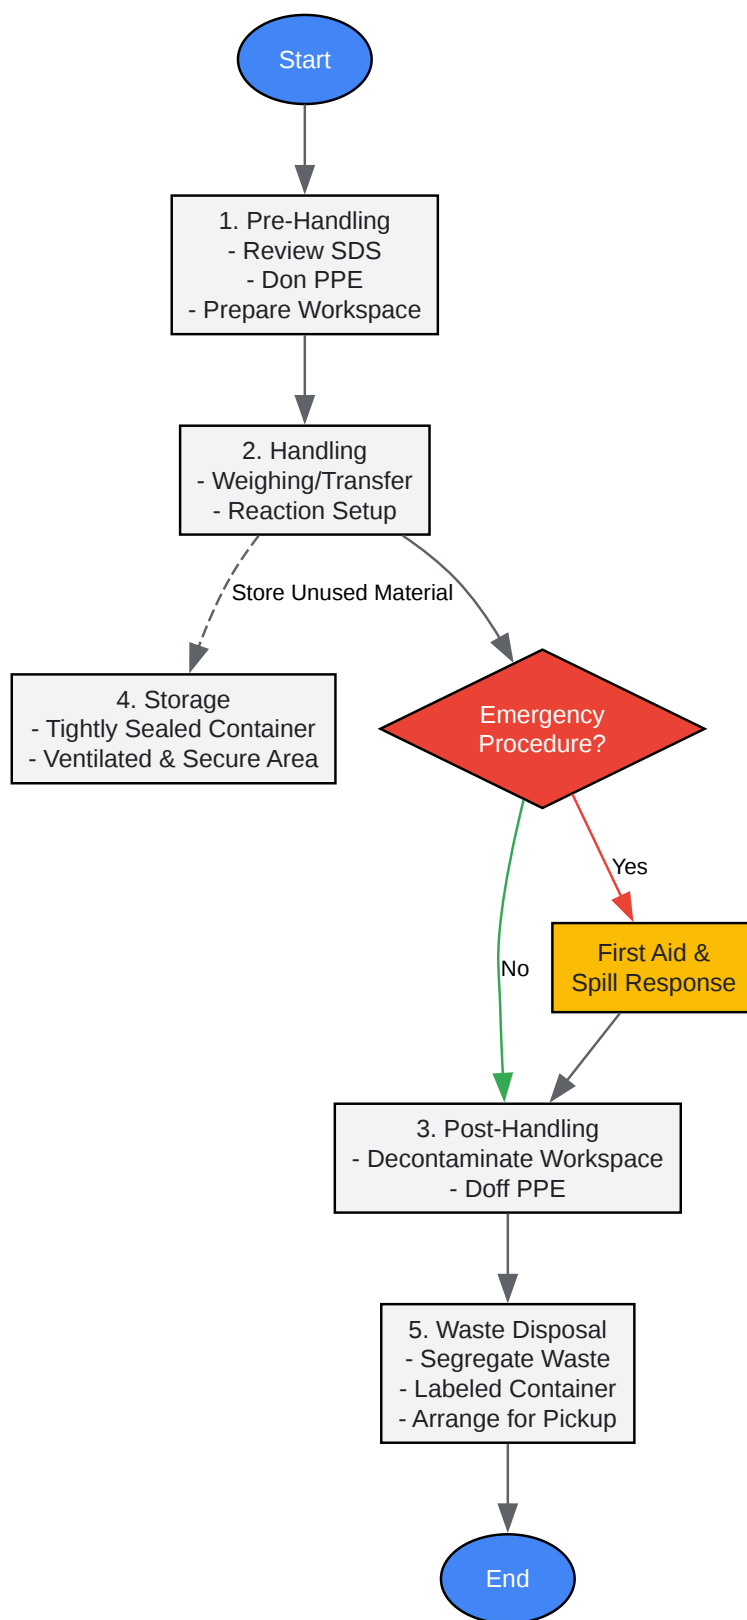 Start
1. Pre-Handling
- Review SDS
- Don PPE
- Prepare Workspace
2. Handling
- Weighing/Transfer
- Reaction Setup
Store Unused Material
4. Storage
- Tightly Sealed Container
- Ventilated & Secure Area
Emergency
Procedure?
Yes
First Aid &
Spill Response
No
3. Post-Handling
- Decontaminate Workspace
- Doff PPE
5. Waste Disposal
- Segregate Waste
- Labeled Container
- Arrange for Pickup
End